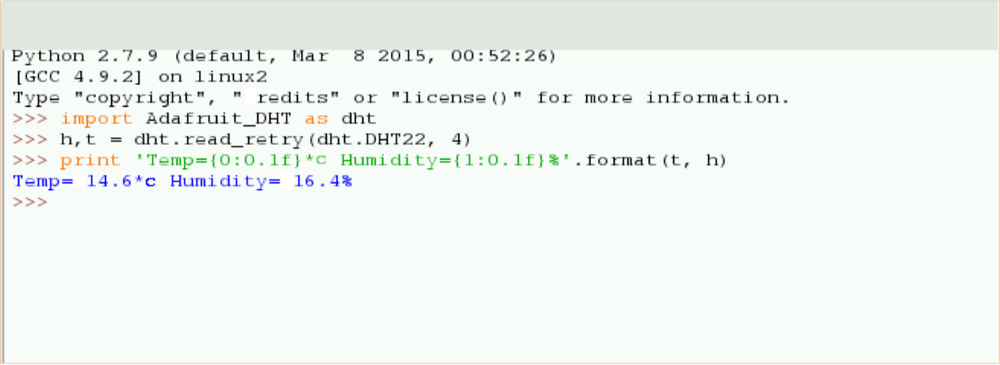 Python 2.7.9 (default, Mar  8 2015, 00:52:26)
[GCC 4.9.2] on linux2
Type "copyright", " redits" or "license()" for more information.
>>> import Adafruit_DHT as dht
>>> h,t = dht.read_retry(dht.DHT22, 4)
>>> print 'Temp={0:0.1f}*c Humidity={1:0.1f}%'.format(t, h)
Temp= 14.6*c Humidity= 16.4%
>>>